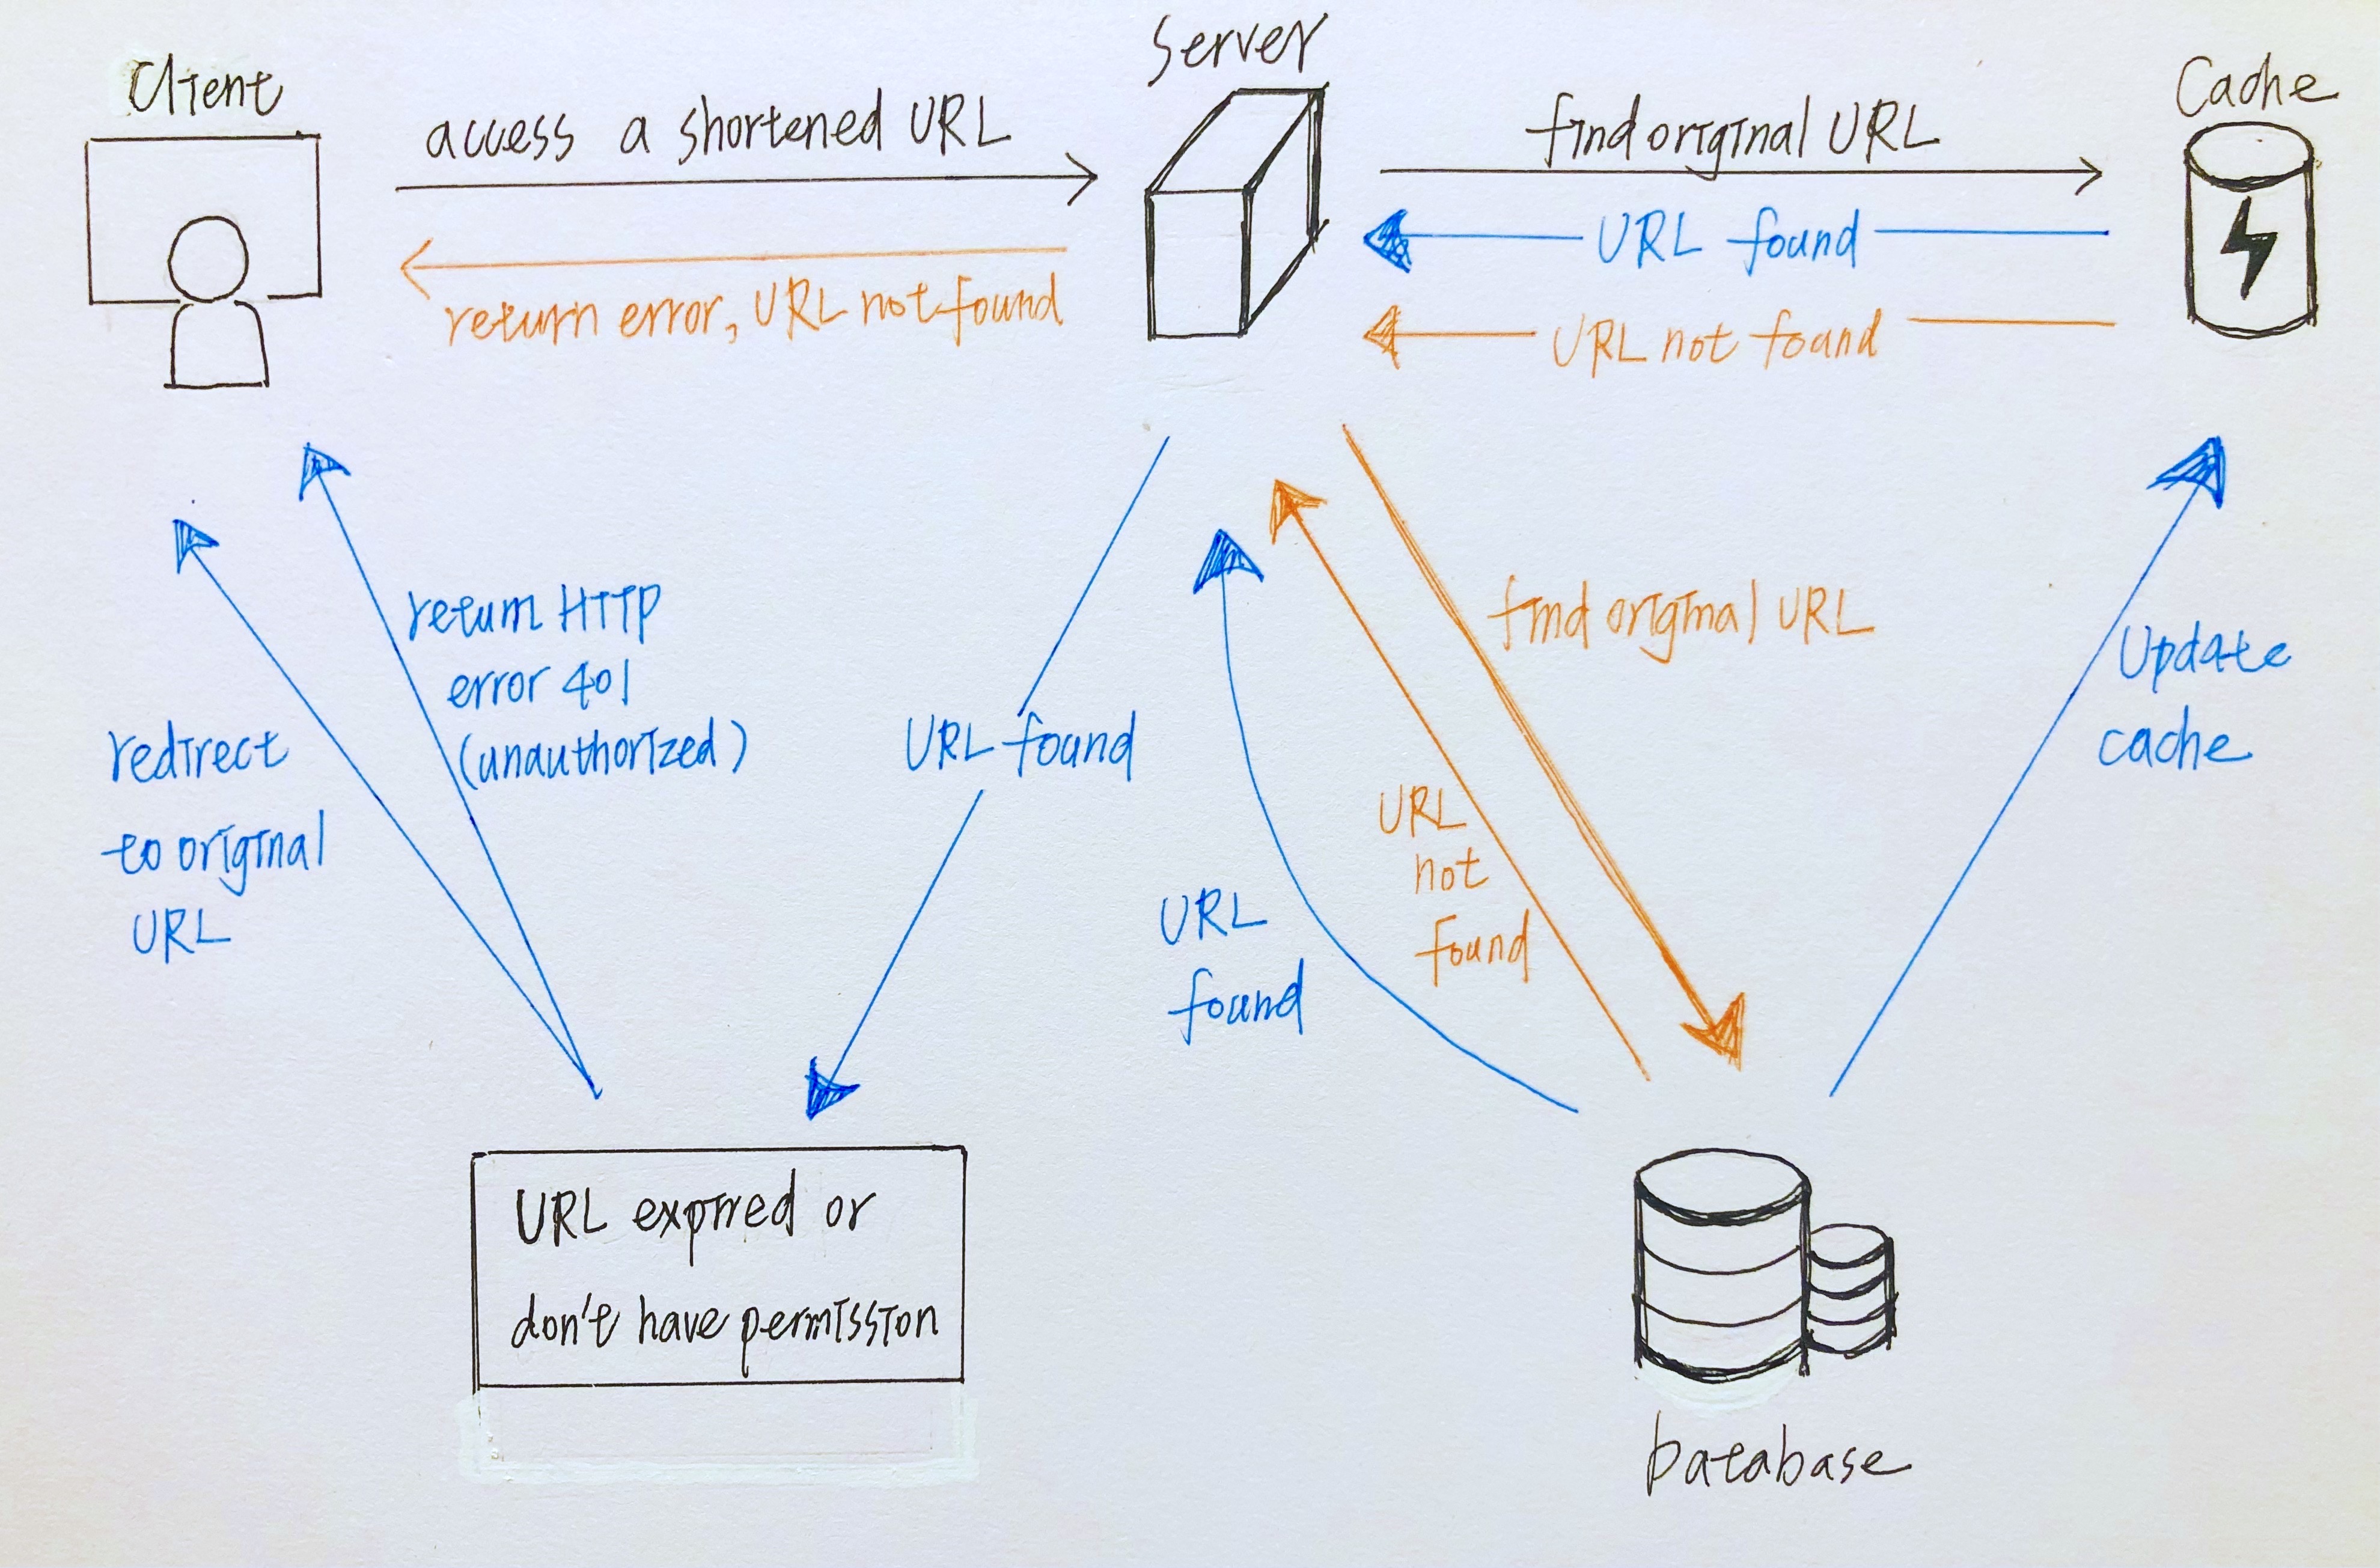 Client
Server
Cache
access a shortened URL
find original URL
URL found
return error, URL not found
URL not found
return HTTP
error 401
(unauthorized)
redirect
to original
URL
URL found
find original URL
Update
cache
URL
not
found
URL
found
URL expired or
don't have permission
Database